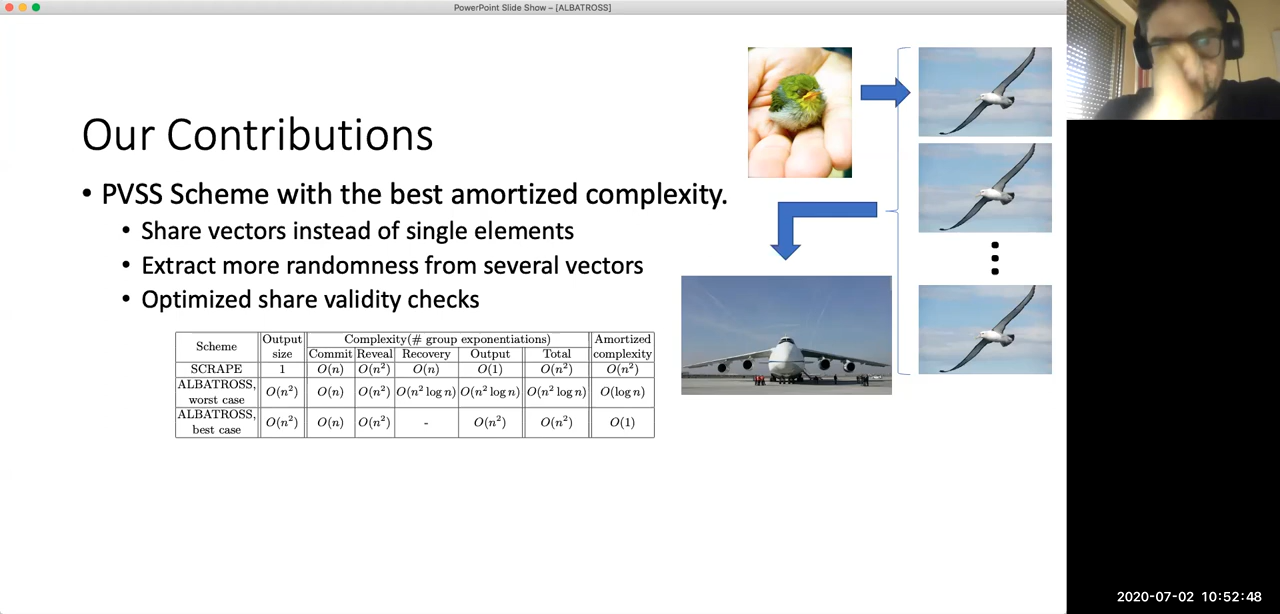 PowerPoint Slide Show – [ALBATROSS]
Our Contributions
• PVSS Scheme with the best amortized complexity.
• Share vectors instead of single elements
• Extract more randomness from several vectors
• Optimized share validity checks
Scheme Output size Complexity(# group exponentiations) Amortized complexity
Commit Reveal Recovery Output Total
SCRAPE 1 O(n) O(n²) O(n) O(1) O(n²) O(n²)
ALBATROSS, worst case O(n²) O(n) O(n²) O(n² log n) O(n² log n) O(n² log n) O(log n)
ALBATROSS, best case O(n²) O(n) O(n²) - O(n²) O(n²) O(1)
2020-07-02 10:52:48